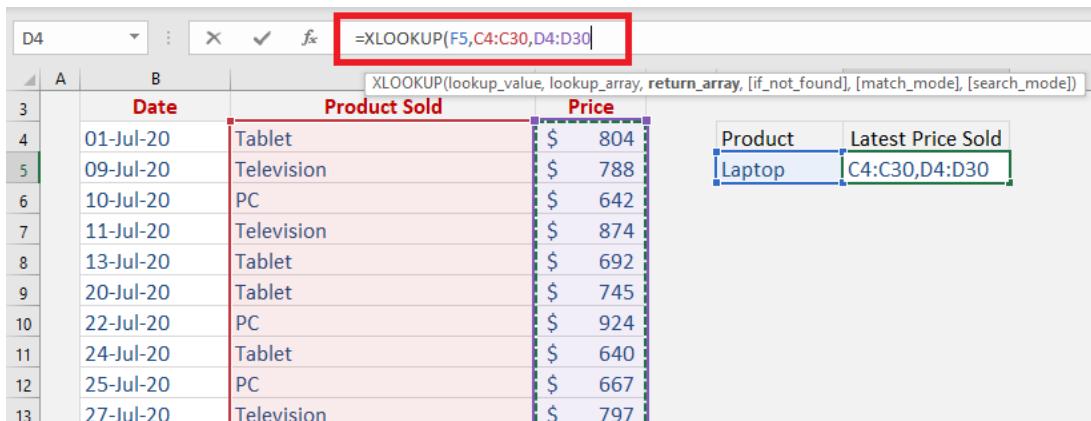 D4 fx =XLOOKUP(F5,C4:C30,D4:D30
A B XLOOKUP(lookup_value, lookup_array, return_array, [if_not_found], [match_mode], [search_mode])
3 Date Product Sold Price
4 01-Jul-20 Tablet $ 804 Product Latest Price Sold
5 09-Jul-20 Television $ 788 Laptop C4:C30,D4:D30
6 10-Jul-20 PC $ 642
7 11-Jul-20 Television $ 874
8 13-Jul-20 Tablet $ 692
9 20-Jul-20 Tablet $ 745
10 22-Jul-20 PC $ 924
11 24-Jul-20 Tablet $ 640
12 25-Jul-20 PC $ 667
13 27-Jul-20 Television $ 797